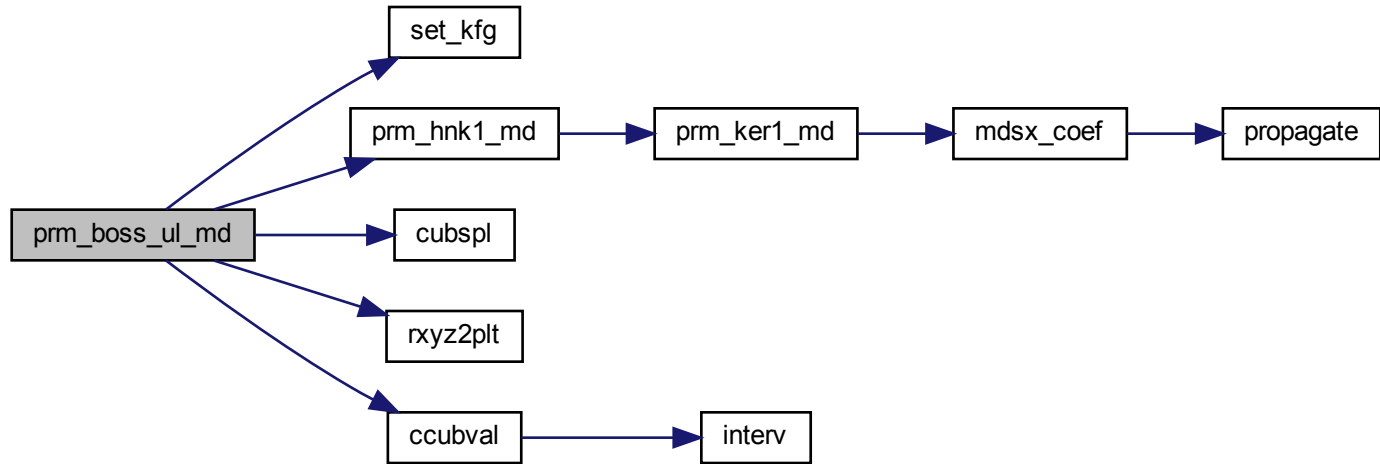 set_kfg
prm_hnk1_md
prm_ker1_md
mdsx_coef
propagate
prm_boss_ul_md
cubspl
rxyz2plt
ccubval
interv